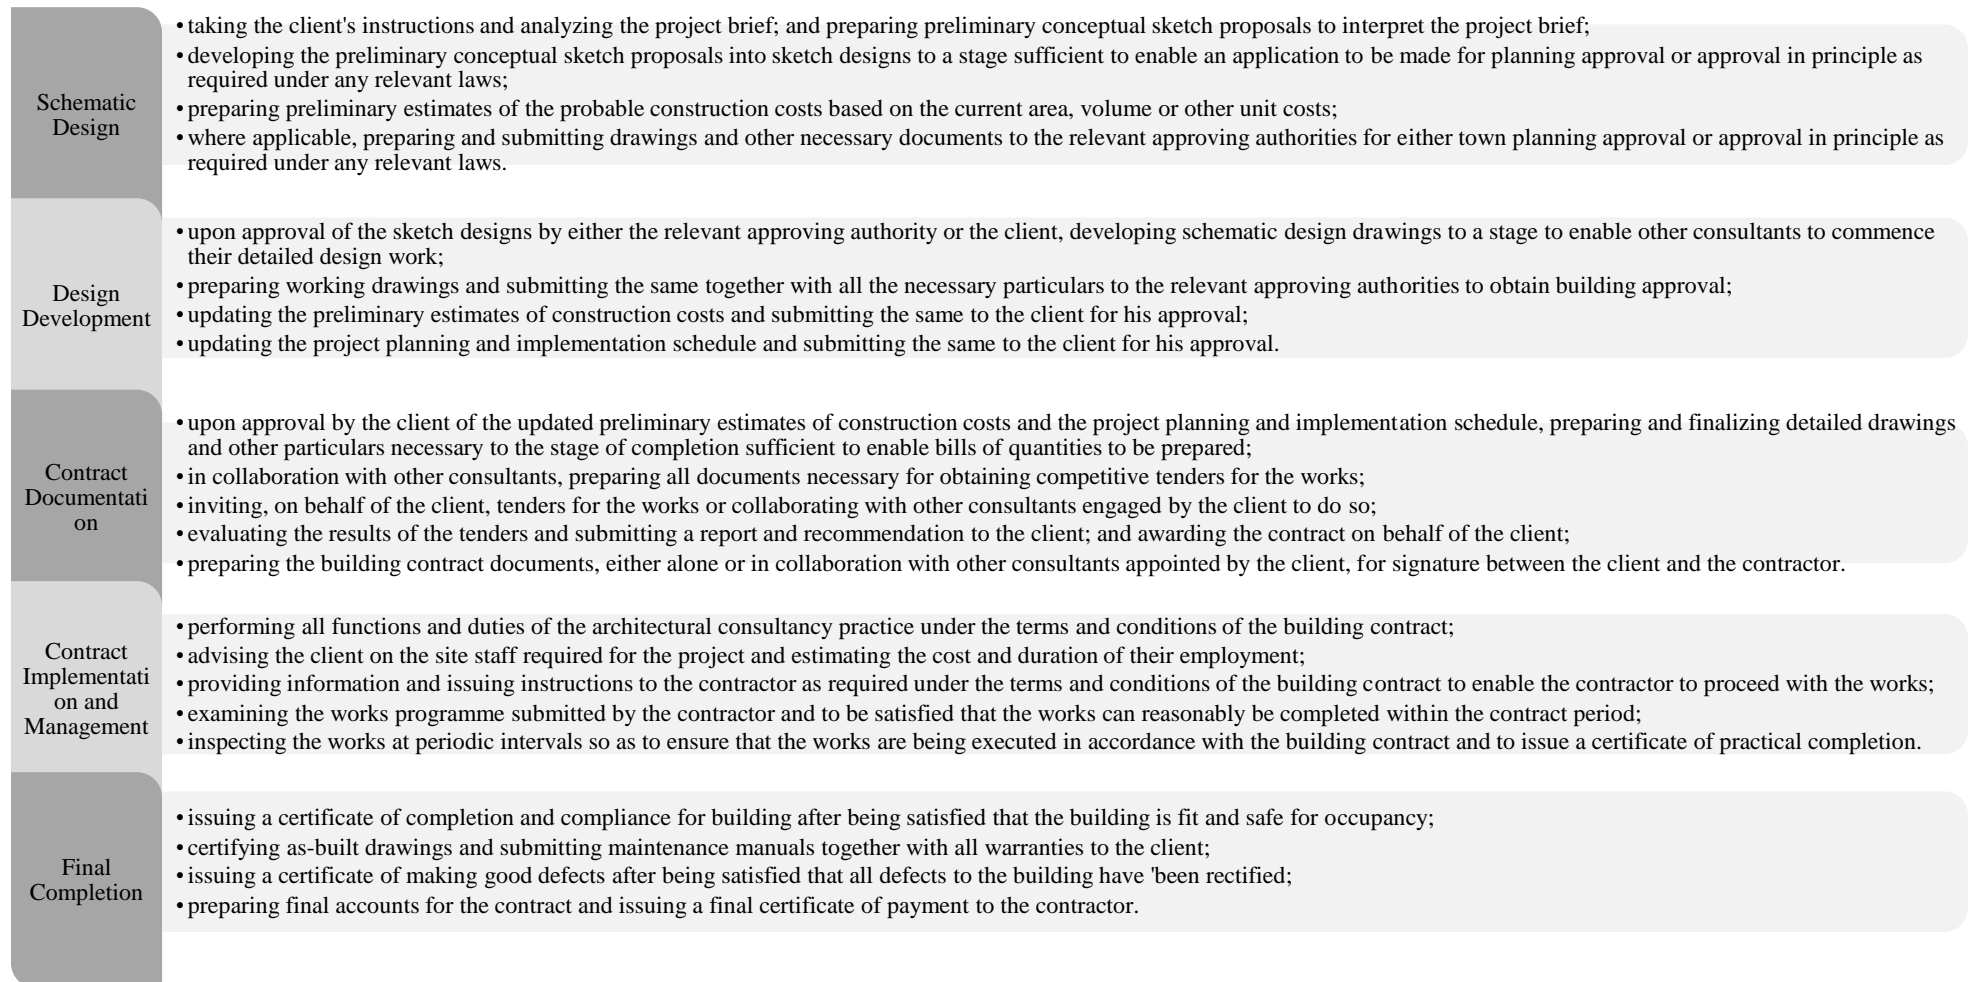 Schematic
Design
• taking the client's instructions and analyzing the project brief; and preparing preliminary conceptual sketch proposals to interpret the project brief;
• developing the preliminary conceptual sketch proposals into sketch designs to a stage sufficient to enable an application to be made for planning approval or approval in principle as
required under any relevant laws;
• preparing preliminary estimates of the probable construction costs based on the current area, volume or other unit costs;
• where applicable, preparing and submitting drawings and other necessary documents to the relevant approving authorities for either town planning approval or approval in principle as
required under any relevant laws.
Design
Development
• upon approval of the sketch designs by either the relevant approving authority or the client, developing schematic design drawings to a stage to enable other consultants to commence
their detailed design work;
• preparing working drawings and submitting the same together with all the necessary particulars to the relevant approving authorities to obtain building approval;
• updating the preliminary estimates of construction costs and submitting the same to the client for his approval;
• updating the project planning and implementation schedule and submitting the same to the client for his approval.
Contract
Documentati
on
• upon approval by the client of the updated preliminary estimates of construction costs and the project planning and implementation schedule, preparing and finalizing detailed drawings
and other particulars necessary to the stage of completion sufficient to enable bills of quantities to be prepared;
• in collaboration with other consultants, preparing all documents necessary for obtaining competitive tenders for the works;
• inviting, on behalf of the client, tenders for the works or collaborating with other consultants engaged by the client to do so;
• evaluating the results of the tenders and submitting a report and recommendation to the client; and awarding the contract on behalf of the client;
• preparing the building contract documents, either alone or in collaboration with other consultants appointed by the client, for signature between the client and the contractor.
Contract
Implementati
on and
Management
• performing all functions and duties of the architectural consultancy practice under the terms and conditions of the building contract;
• advising the client on the site staff required for the project and estimating the cost and duration of their employment;
• providing information and issuing instructions to the contractor as required under the terms and conditions of the building contract to enable the contractor to proceed with the works;
• examining the works programme submitted by the contractor and to be satisfied that the works can reasonably be completed within the contract period;
• inspecting the works at periodic intervals so as to ensure that the works are being executed in accordance with the building contract and to issue a certificate of practical completion.
Final
Completion
• issuing a certificate of completion and compliance for building after being satisfied that the building is fit and safe for occupancy;
• certifying as-built drawings and submitting maintenance manuals together with all warranties to the client;
• issuing a certificate of making good defects after being satisfied that all defects to the building have 'been rectified;
• preparing final accounts for the contract and issuing a final certificate of payment to the contractor.